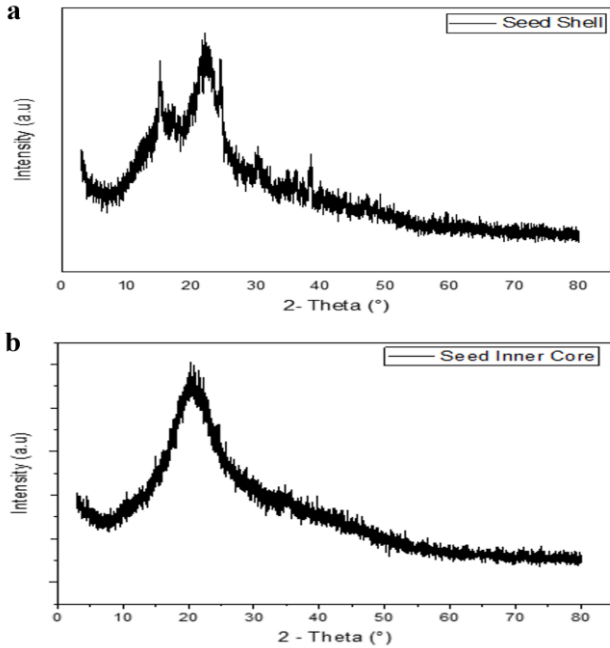 a
Seed Shell
Intensity (a.u)
0 10 20 30 40 50 60 70 80
2- Theta (°)
b
Seed Inner Core
Intensity (a.u)
0 10 20 30 40 50 60 70 80
2 - Theta (°)